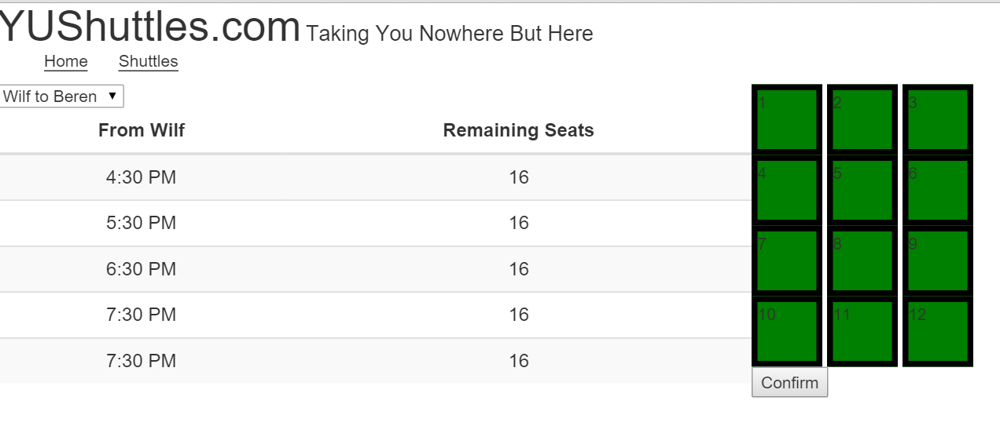 YUShuttles.com Taking You Nowhere But Here
Home Shuttles
Wilf to Beren
From Wilf Remaining Seats
4:30 PM 16
5:30 PM 16
6:30 PM 16
7:30 PM 16
7:30 PM 16
1 2 3
4 5 6
7 8 9
10 11 12
Confirm